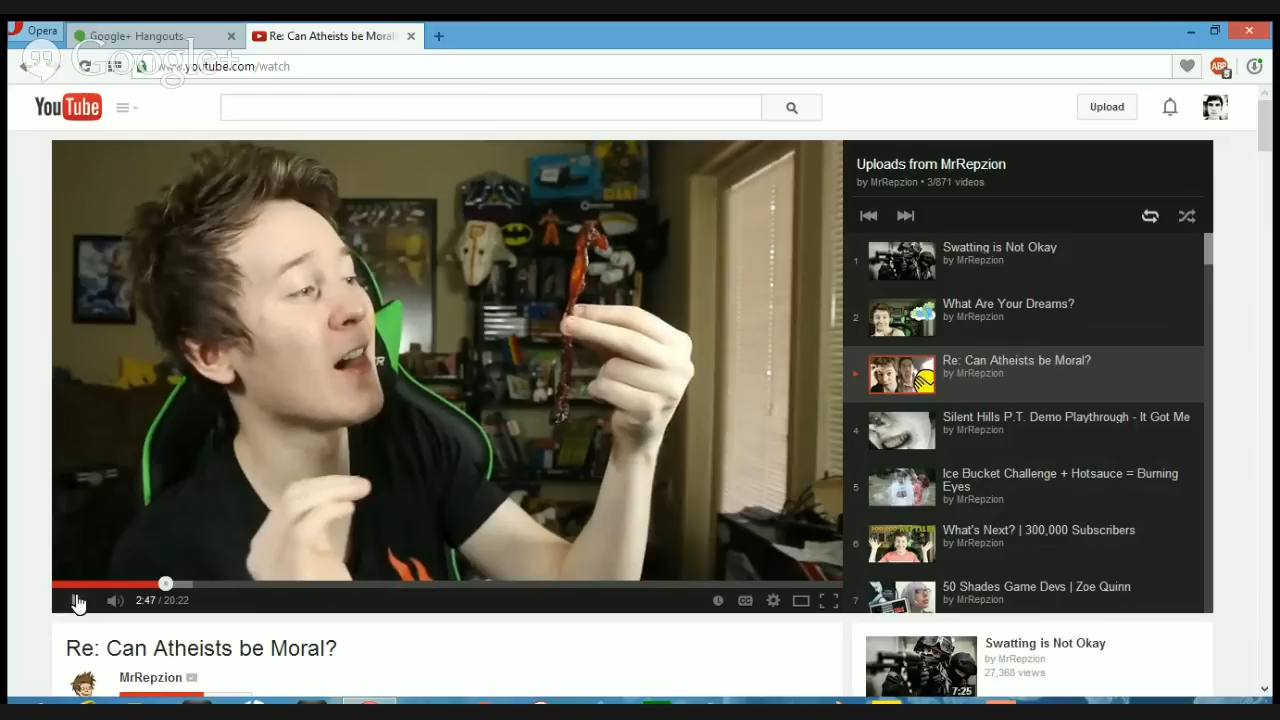 Opera
Google+ Hangouts
Re: Can Atheists be Moral
Google+
www.youtube.com/watch
ABP
5
YouTube
Upload
Uploads from MrRepzion
by MrRepzion • 3/871 videos
1
Swatting is Not Okay
by MrRepzion
2
What Are Your Dreams?
by MrRepzion
Re: Can Atheists be Moral?
by MrRepzion
4
Silent Hills P.T. Demo Playthrough - It Got Me
by MrRepzion
5
Ice Bucket Challenge + Hotsauce = Burning
Eyes
by MrRepzion
6
What's Next? | 300,000 Subscribers
by MrRepzion
7
50 Shades Game Devs | Zoe Quinn
by MrRepzion
2:47 / 20:22
CC
Re: Can Atheists be Moral?
MrRepzion
Swatting is Not Okay
by MrRepzion
27,368 views
7:25